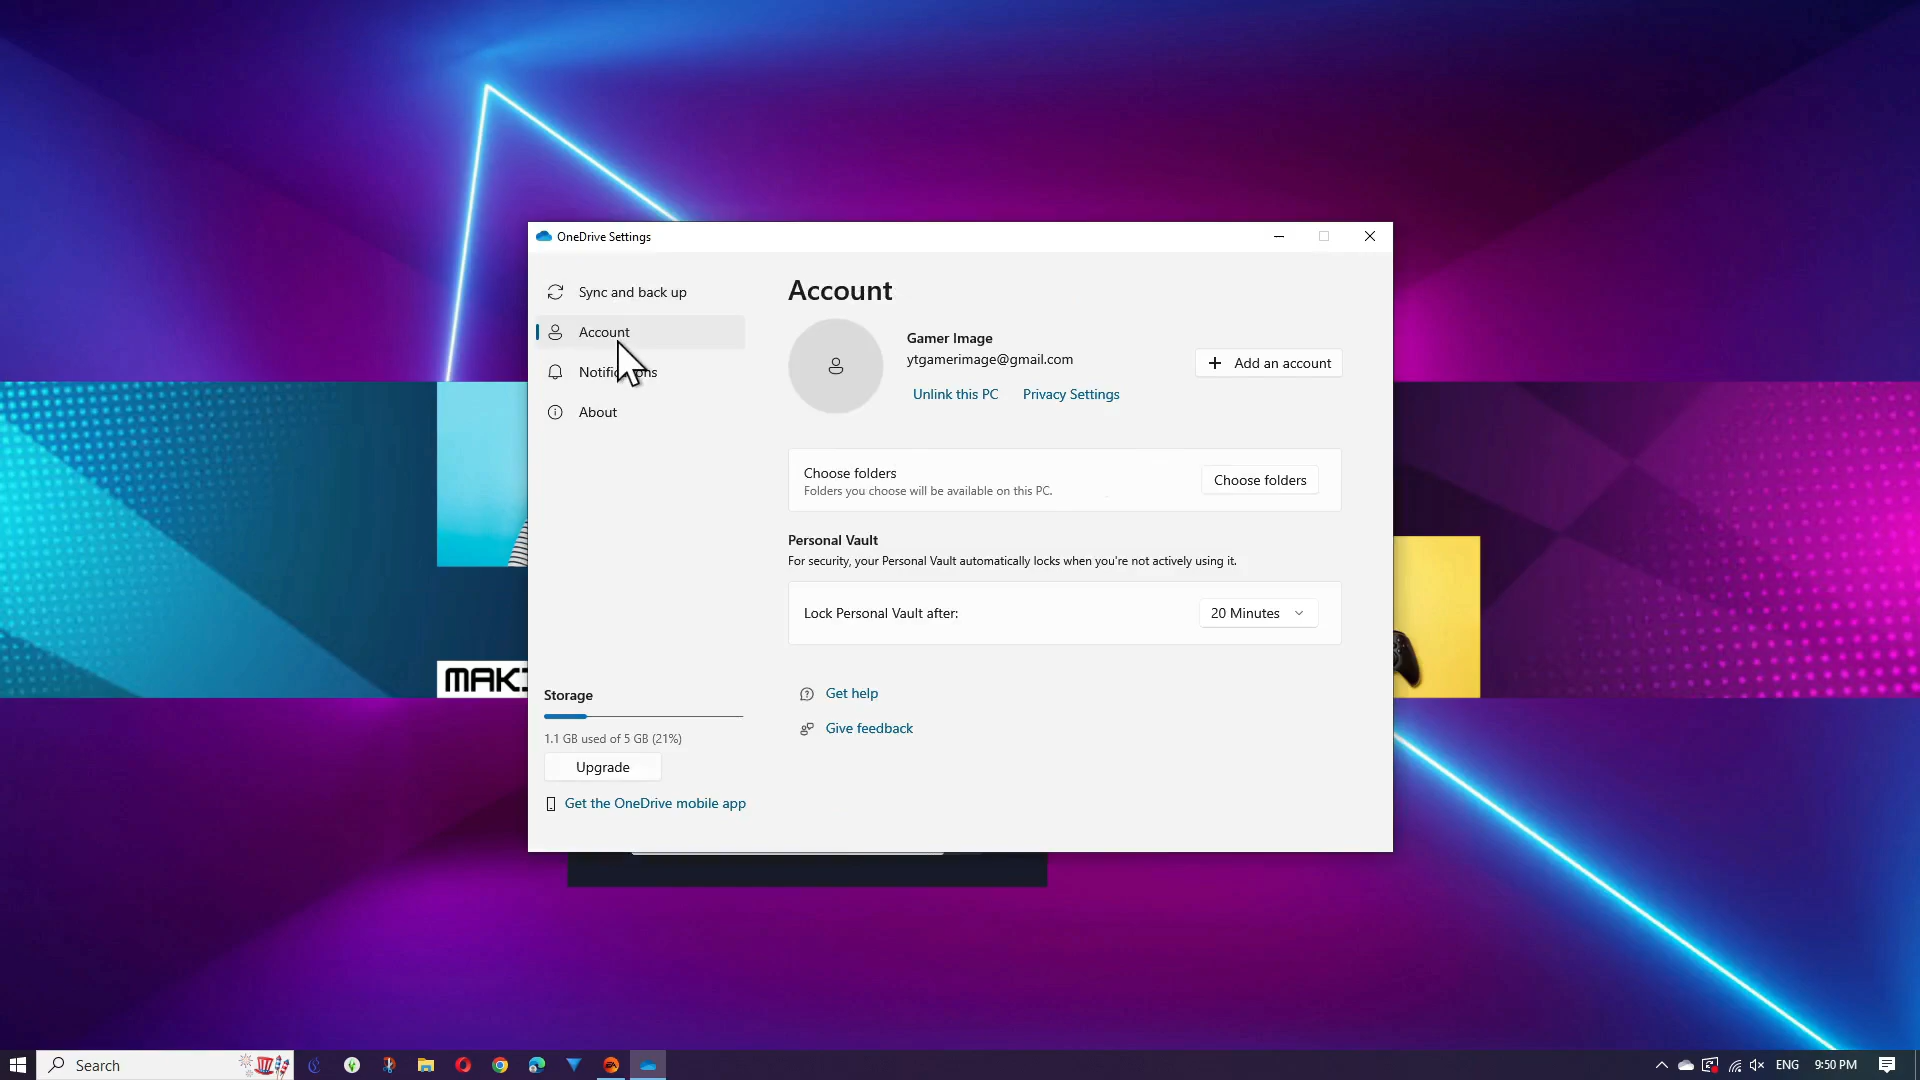 OneDrive Settings
Sync and back up
Account
Notific ns
About
Account
Gamer Image
ytgamerimage@gmail.com
Unlink this PC
Privacy Settings
Add an account
Choose folders
Folders you choose will be available on this PC.
Choose folders
Personal Vault
For security, your Personal Vault automatically locks when you're not actively using it.
Lock Personal Vault after:
20 Minutes
Get help
Give feedback
Storage
1.1 GB used of 5 GB (21%)
Upgrade
Get the OneDrive mobile app
MAKI
Search
ENG
9:50 PM